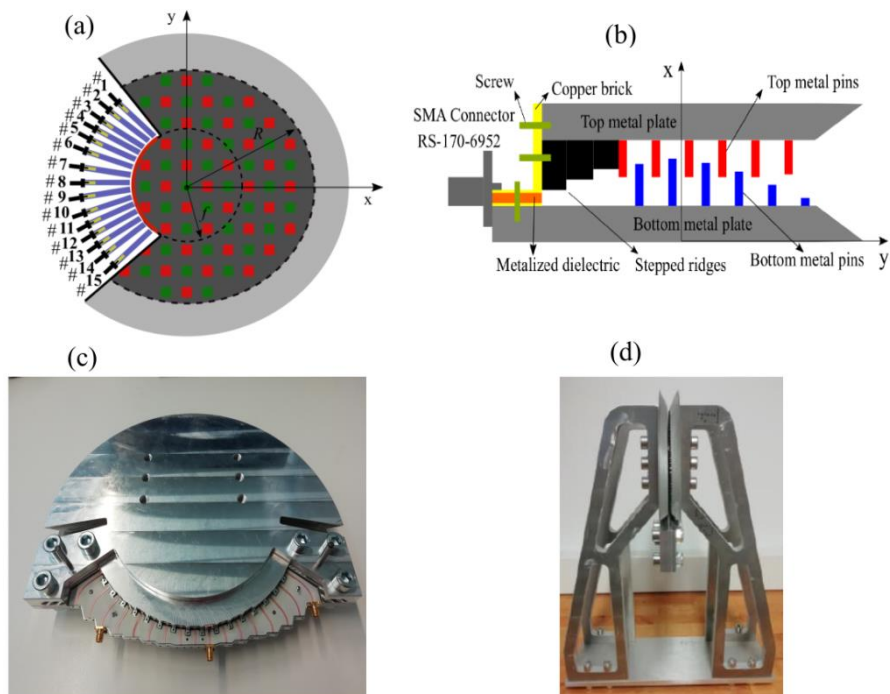 (a)
y
#1
#2
#3
#4
#5
#6
#7
#8
#9
#10
#11
#12
#13
#14
#15
R
f
x
(b)
Screw
x
Copper brick
Top metal pins
SMA Connector
RS-170-6952
Top metal plate
Bottom metal plate
y
Metalized dielectric
Stepped ridges
Bottom metal pins
(c)
(d)